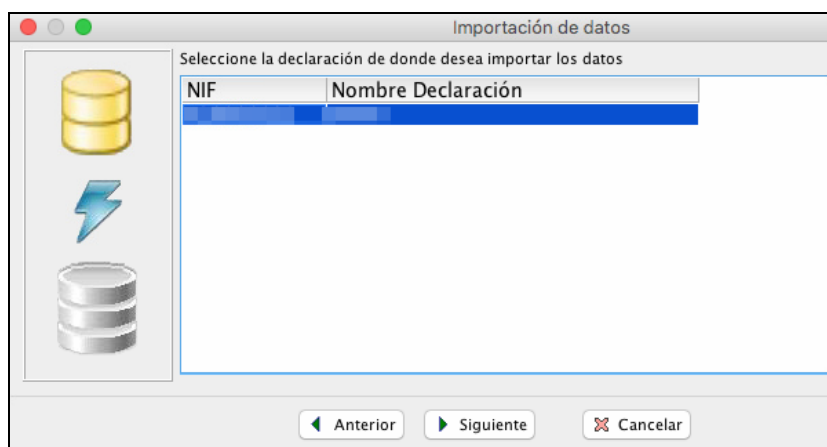 Importación de datos
Seleccione la declaración de donde desea importar los datos
NIF Nombre Declaración
Anterior Siguiente Cancelar